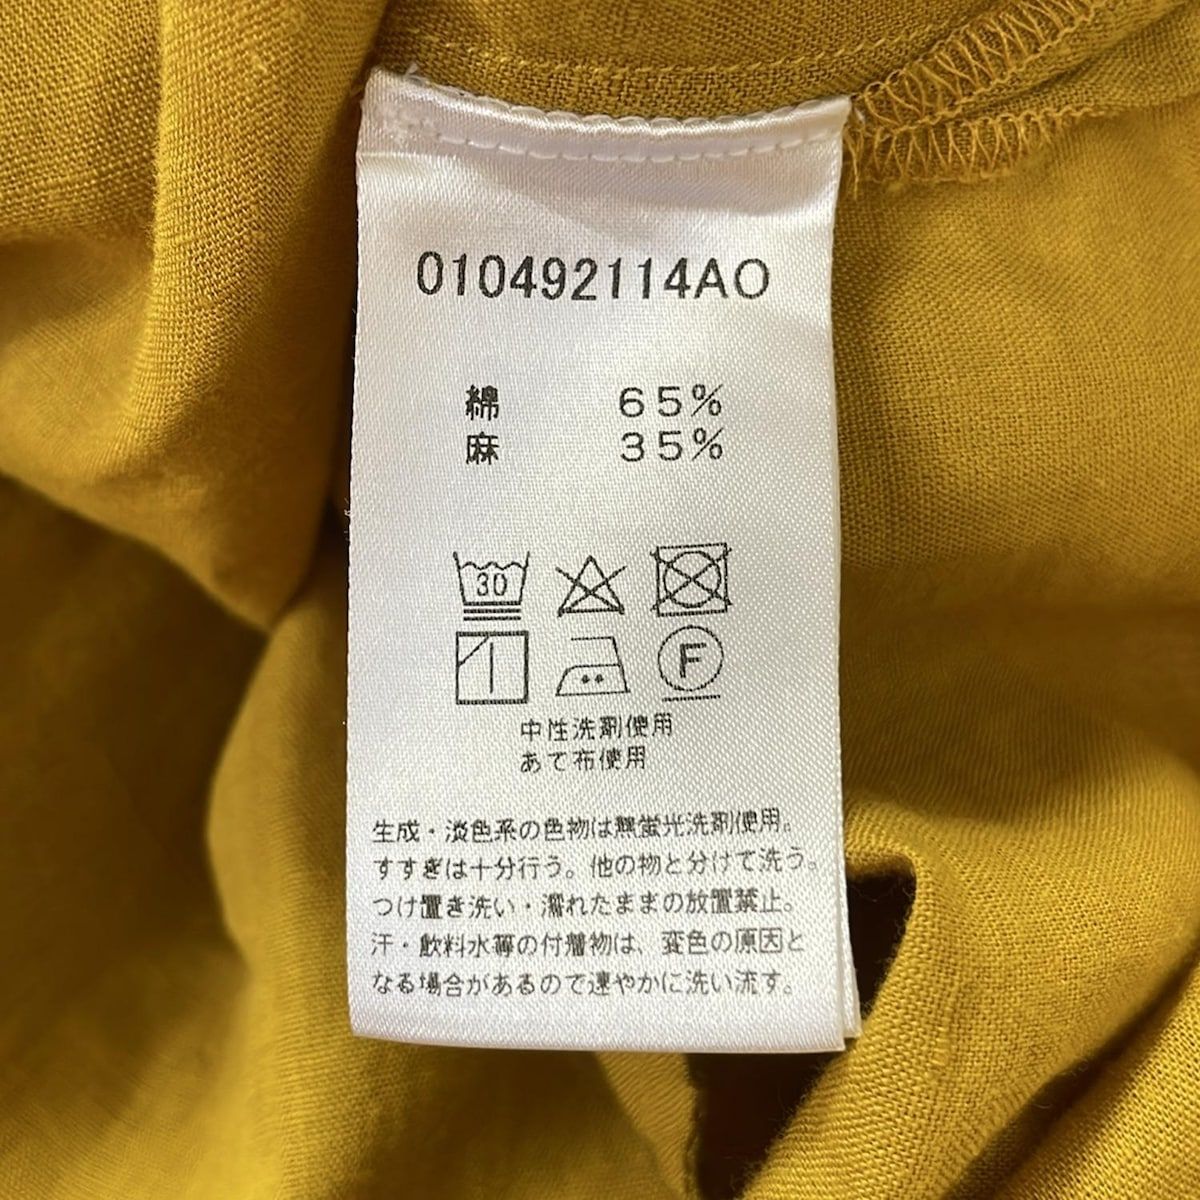 010492114AO
綿 65%
麻 35%
30
F
中性洗剤使用
あて布使用
生成・淡色系の色物は無蛍光洗剤使用。
すすぎは十分行う。他の物と分けて洗う。
つけ置き洗い・濡れたままの放置禁止。
汗・飲料水等の付着物は、変色の原因と
なる場合があるので速やかに洗い流す。